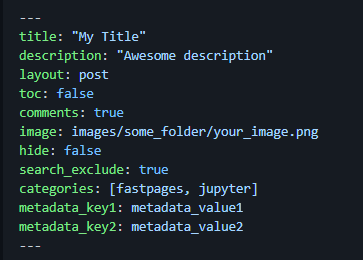 ---
title: "My Title"
description: "Awesome description"
layout: post
toc: false
comments: true
image: images/some_folder/your_image.png
hide: false
search_exclude: true
categories: [fastpages, jupyter]
metadata_key1: metadata_value1
metadata_key2: metadata_value2
---